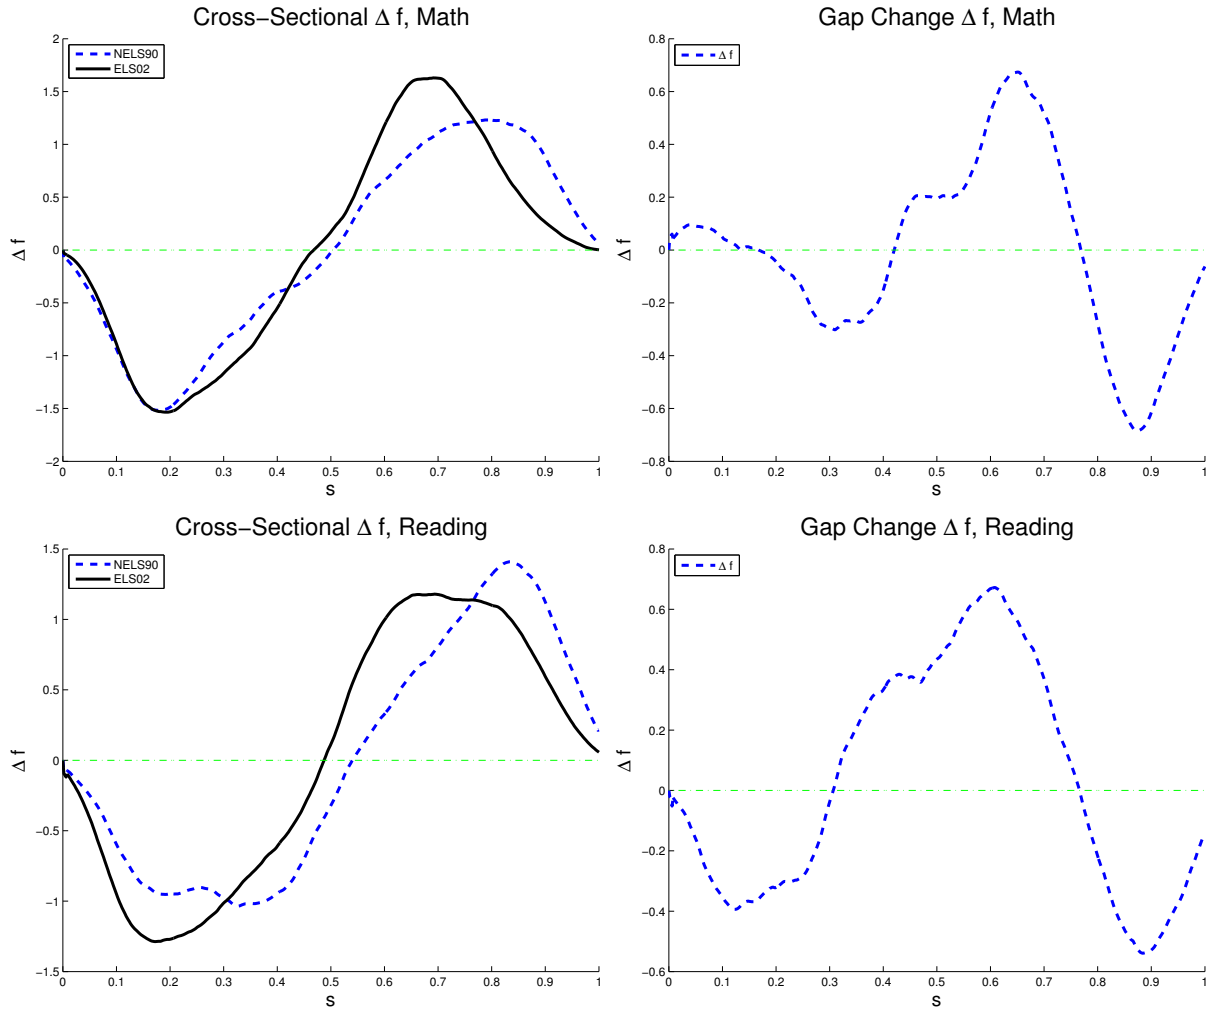 Cross−Sectional Δ f, Math
2
1.5
1
0.5
0
−0.5
−1
−1.5
−2
Δ f
NELS90
ELS02
0 0.1 0.2 0.3 0.4 0.5 0.6 0.7 0.8 0.9 1
s
Gap Change Δ f, Math
0.8
0.6
0.4
0.2
0
−0.2
−0.4
−0.6
−0.8
Δ f
Δ f
0 0.1 0.2 0.3 0.4 0.5 0.6 0.7 0.8 0.9 1
s
Cross−Sectional Δ f, Reading
1.5
1
0.5
0
−0.5
−1
−1.5
Δ f
NELS90
ELS02
0 0.1 0.2 0.3 0.4 0.5 0.6 0.7 0.8 0.9 1
s
Gap Change Δ f, Reading
0.8
0.6
0.4
0.2
0
−0.2
−0.4
−0.6
Δ f
Δ f
0 0.1 0.2 0.3 0.4 0.5 0.6 0.7 0.8 0.9 1
s